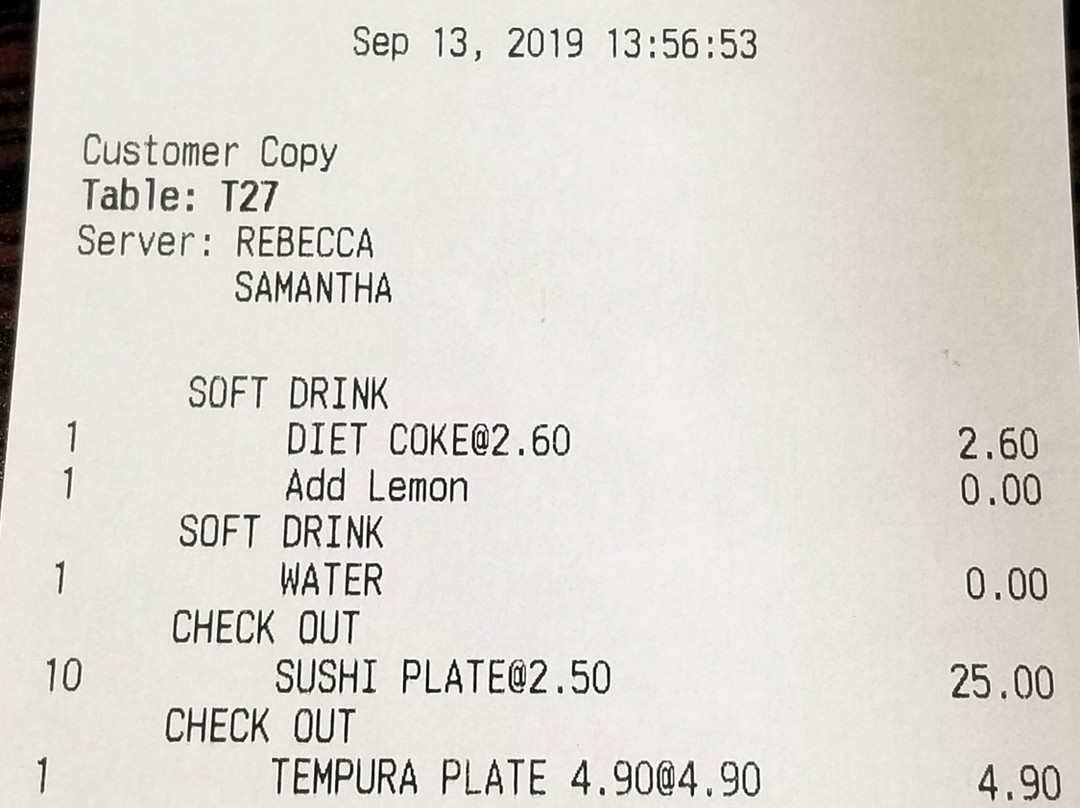 Sep 13, 2019 13:56:53
Customer Copy
Table: T27
Server: REBECCA
SAMANTHA
SOFT DRINK
1 DIET COKE@2.60 2.60
1 Add Lemon 0.00
SOFT DRINK
1 WATER 0.00
CHECK OUT
10 SUSHI PLATE@2.50 25.00
CHECK OUT
1 TEMPURA PLATE 4.90@4.90 4.90